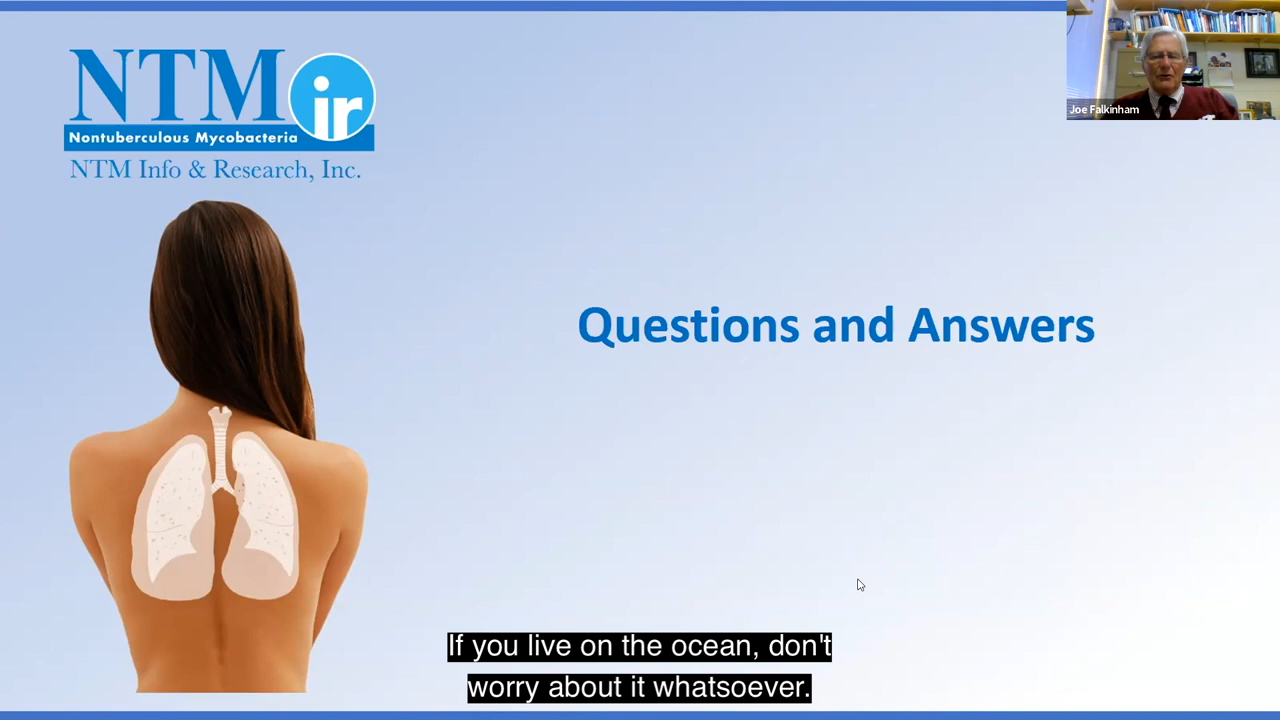 NTM
ir
Nontuberculous Mycobacteria
NTM Info & Research, Inc.
Joe Falkinham
Questions and Answers
If you live on the ocean, don't
worry about it whatsoever.